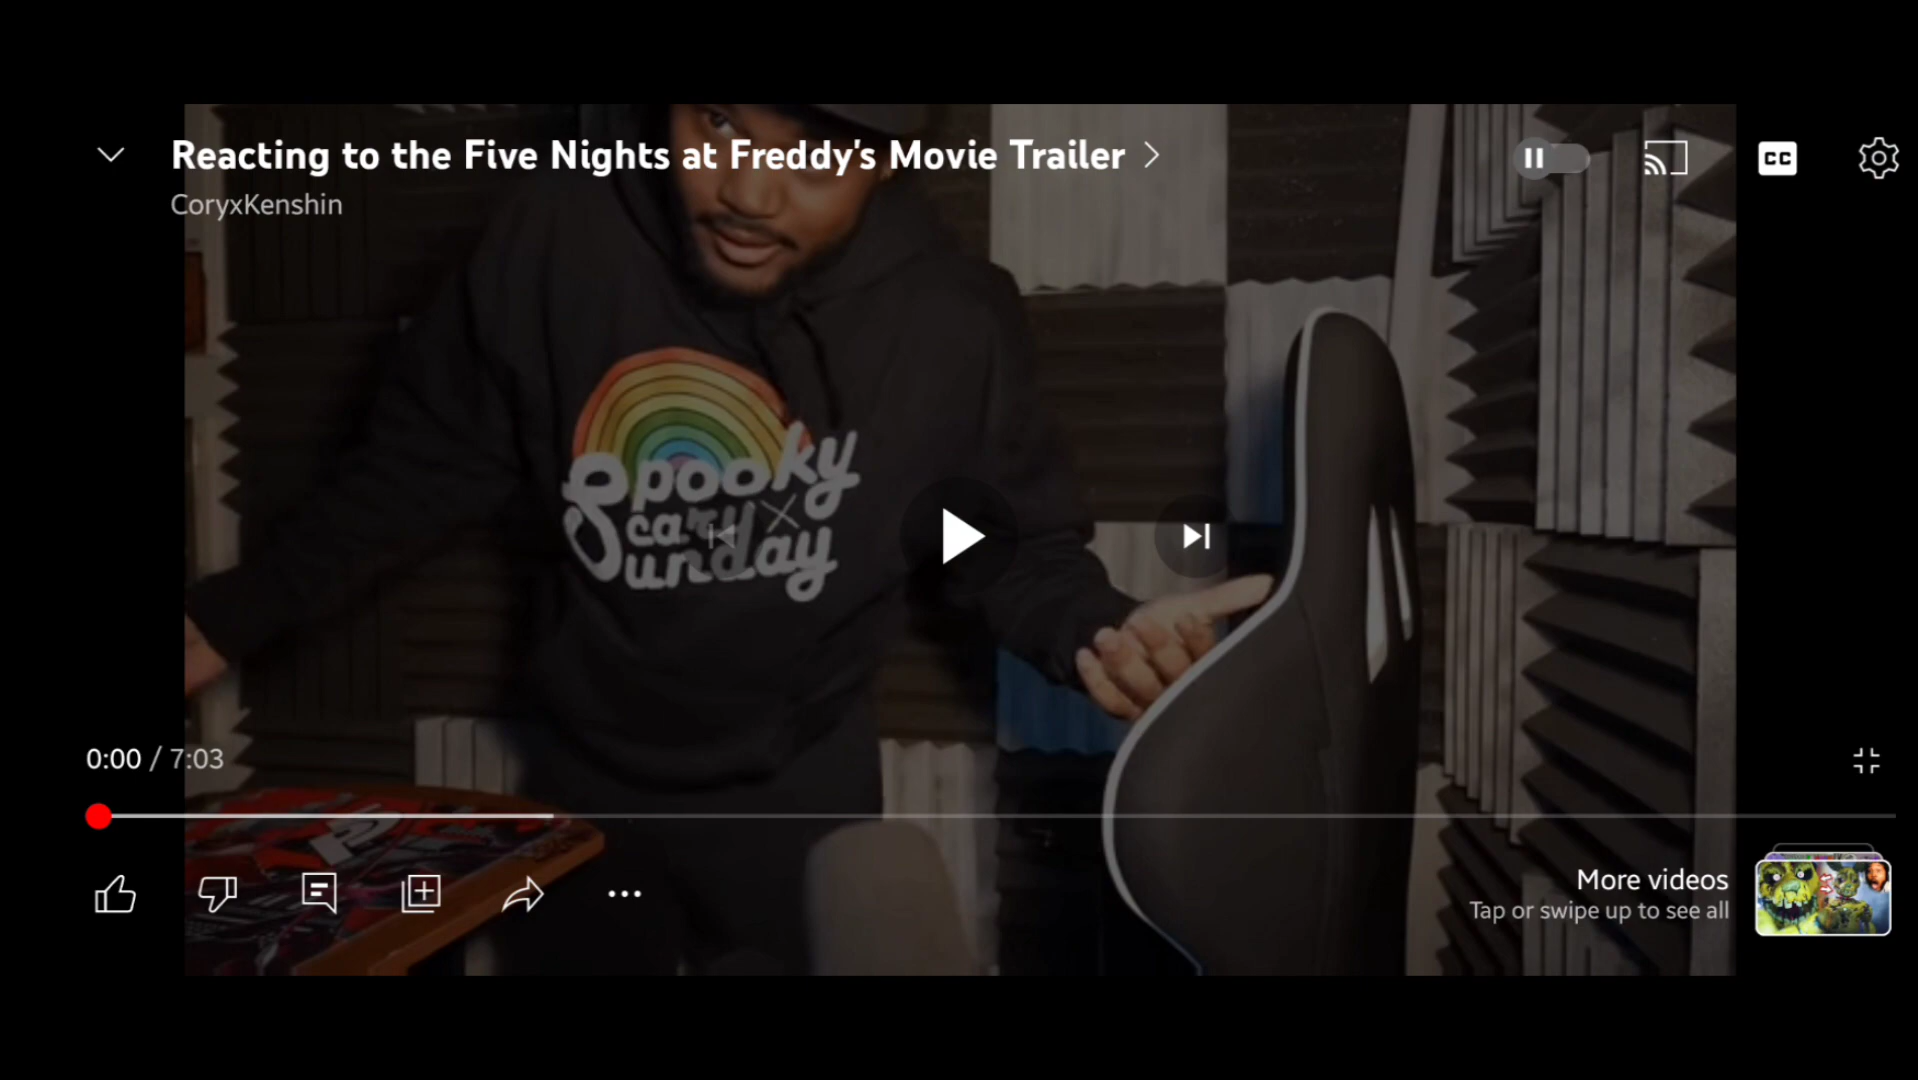 Reacting to the Five Nights at Freddy's Movie Trailer
CoryxKenshin
CC
Spooky
Scary
Sunday
0:00 / 7:03
More videos
Tap or swipe up to see all